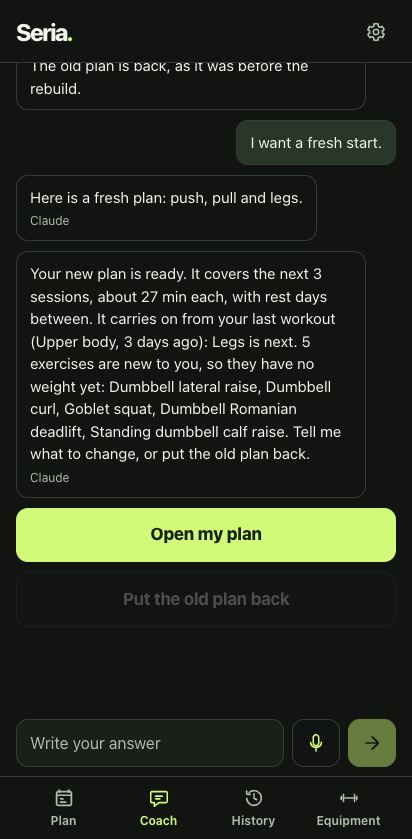 Seria.
The old plan is back, as it was before the
rebuild.
I want a fresh start.
Here is a fresh plan: push, pull and legs.
Claude
Your new plan is ready. It covers the next 3
sessions, about 27 min each, with rest days
between. It carries on from your last workout
(Upper body, 3 days ago): Legs is next. 5
exercises are new to you, so they have no
weight yet: Dumbbell lateral raise, Dumbbell
curl, Goblet squat, Dumbbell Romanian
deadlift, Standing dumbbell calf raise. Tell me
what to change, or put the old plan back.
Claude
Open my plan
Put the old plan back
Write your answer
Plan Coach History Equipment